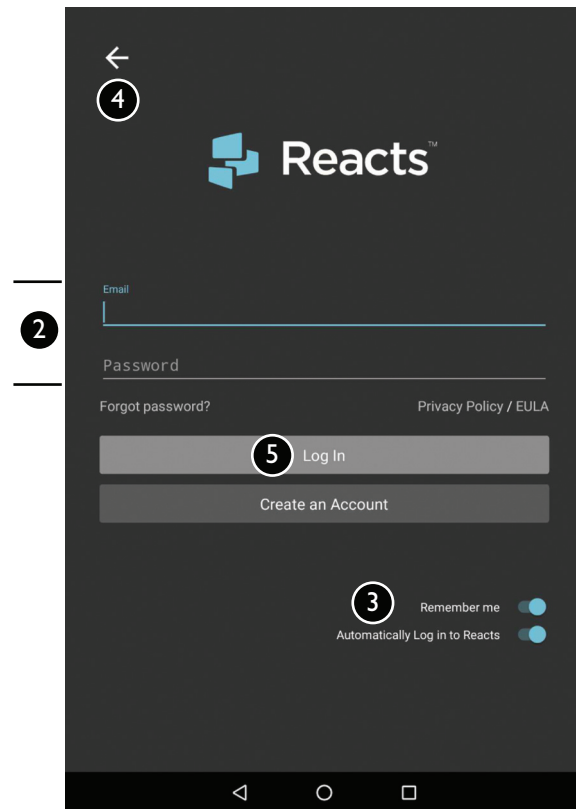 4
Reacts™
Email
2
Password
Forgot password? Privacy Policy / EULA
5 Log In
Create an Account
3 Remember me
Automatically Log in to Reacts